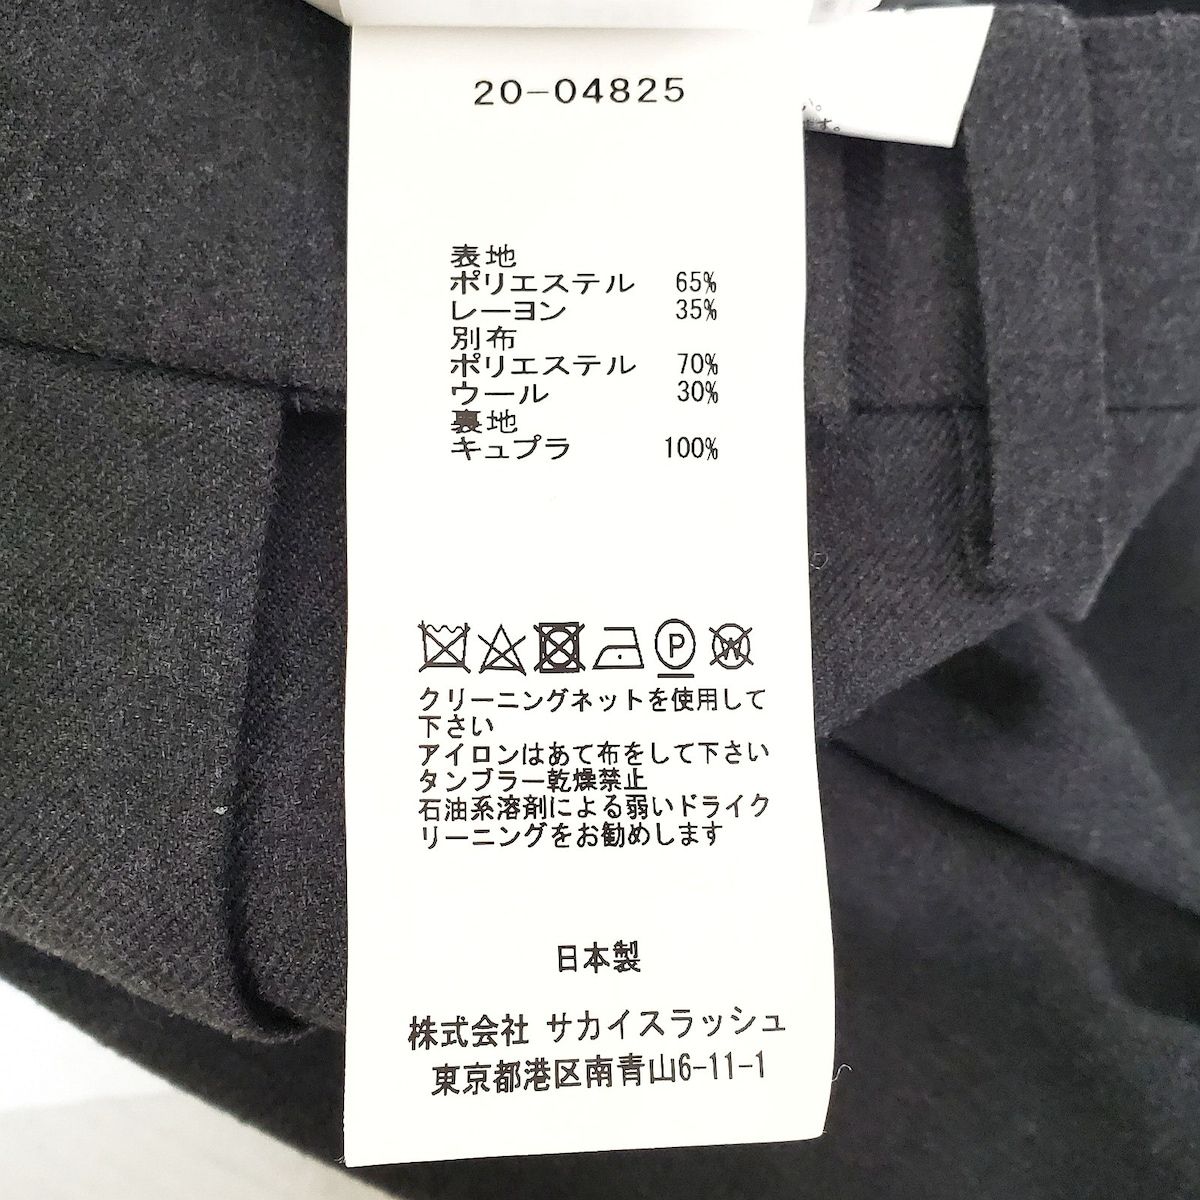 20-04825
い。
ます。
表地
ポリエステル 65%
レーヨン 35%
別布
ポリエステル 70%
ウール 30%
裏地
キュプラ 100%
P W
クリーニングネットを使用して
下さい
アイロンはあて布をして下さい
タンブラー乾燥禁止
石油系溶剤による弱いドライク
リーニングをお勧めします
日本製
株式会社 サカイスラッシュ
東京都港区南青山6-11-1